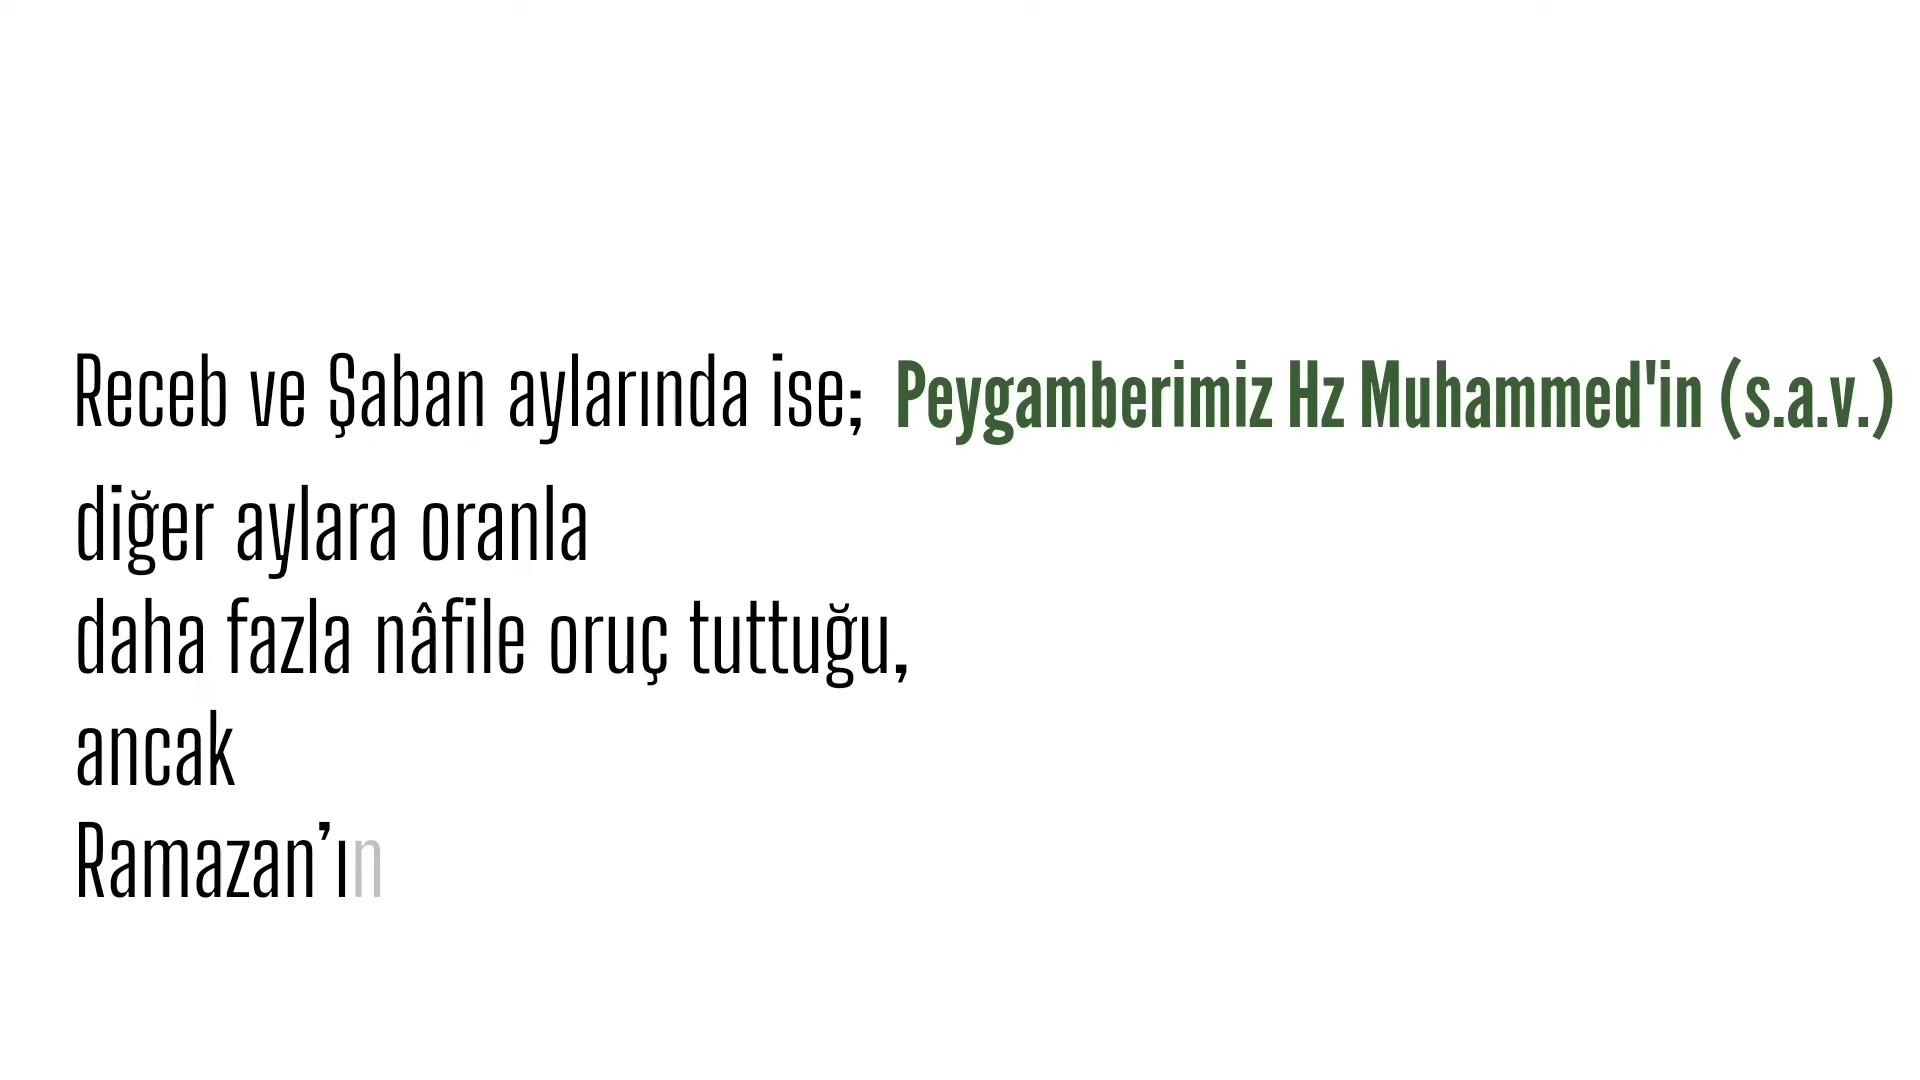 Receb ve Şaban aylarında ise; Peygamberimiz Hz Muhammed'in (s.a.v.)
diğer aylara oranla
daha fazla nâfile oruç tuttuğu,
ancak
Ramazan’ın